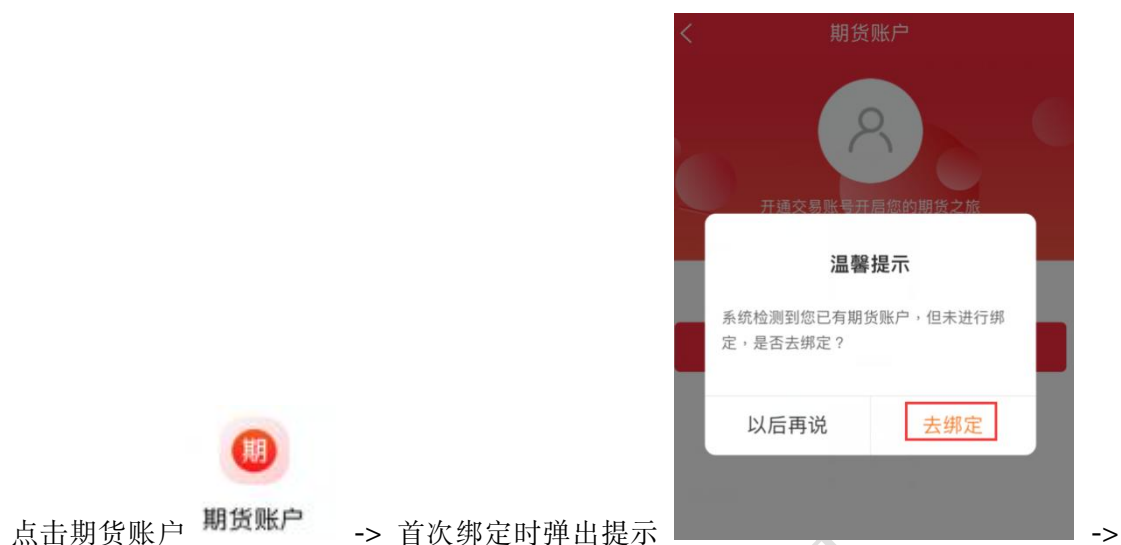 期货账户
开通交易账号开启您的期货之旅
温馨提示
系统检测到您已有期货账户，但未进行绑
定，是否去绑定？
以后再说 去绑定
期
期货账户
点击期货账户 -> 首次绑定时弹出提示 ->